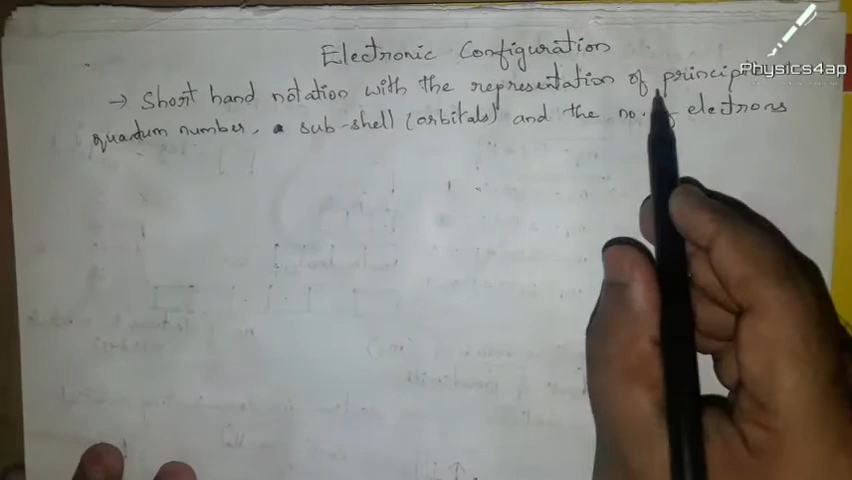 Physics4ap
Electronic Configuration
→ Short hand notation with the representation of princip
quantum number, sub-shell (orbitals) and the no. of electrons